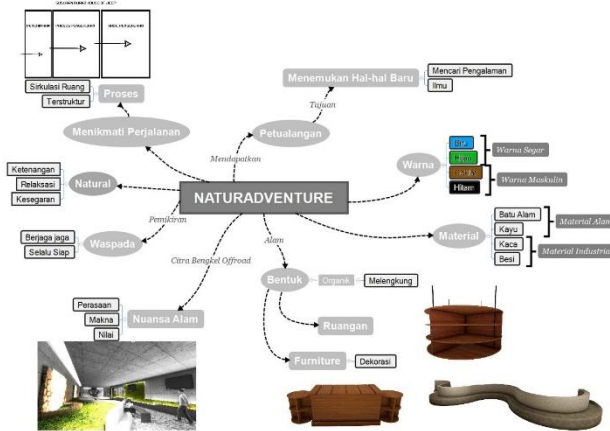 Proses
Sirkulasi Ruang
Terstruktur
Menikmati Perjalanan
Menemukan Hal-hal Baru
Mencari Pengalaman
Ilmu
Tujuan
Petualangan
Mendapatkan
Ketenangan
Natural
Relaksasi
Kesegaran
NATURADVENTURE
Warna
Hitam
Warna Segar
Warna Maskulin
Pemikiran
Berjaga jaga
Waspada
Selalu Siap
Citra Bengkel Offroad
Alam
Material
Batu Alam
Kayu
Kaca
Besi
Material Alam
Material Industrial
Bentuk
Organik
Melengkung
Perasaan
Makna
Nilai
Nuansa Alam
Ruangan
Furniture
Dekorasi